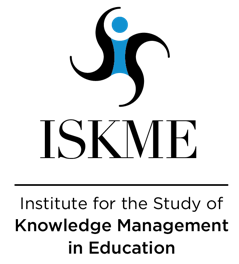 ISKME
Institute for the Study of
Knowledge Management
in Education